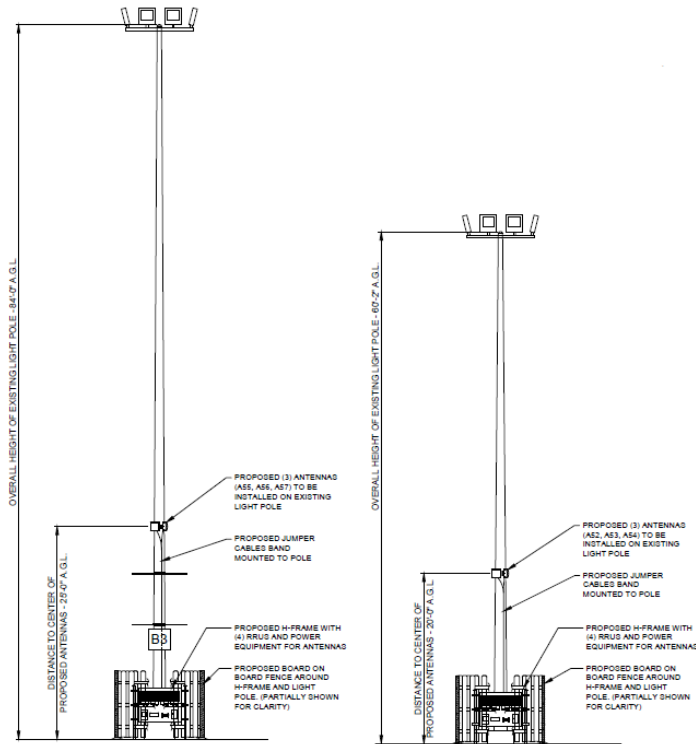 OVERALL HEIGHT OF EXISTING LIGHT POLE - 84'-0" A.G.L.
DISTANCE TO CENTER OF
PROPOSED ANTENNAS - 25'-0" A.G.L.
PROPOSED (3) ANTENNAS
(A55, A56, A57) TO BE
INSTALLED ON EXISTING
LIGHT POLE
PROPOSED JUMPER
CABLES BAND
MOUNTED TO POLE
B3
PROPOSED H-FRAME WITH
(4) RRUS AND POWER
EQUIPMENT FOR ANTENNAS
PROPOSED BOARD ON
BOARD FENCE AROUND
H-FRAME AND LIGHT
POLE. (PARTIALLY SHOWN
FOR CLARITY)
OVERALL HEIGHT OF EXISTING LIGHT POLE - 60'-2" A.G.L.
DISTANCE TO CENTER OF
PROPOSED ANTENNAS - 20'-0" A.G.L.
PROPOSED (3) ANTENNAS
(A52, A53, A54) TO BE
INSTALLED ON EXISTING
LIGHT POLE
PROPOSED JUMPER
CABLES BAND
MOUNTED TO POLE
PROPOSED H-FRAME WITH
(4) RRUS AND POWER
EQUIPMENT FOR ANTENNAS
PROPOSED BOARD ON
BOARD FENCE AROUND
H-FRAME AND LIGHT
POLE. (PARTIALLY SHOWN
FOR CLARITY)